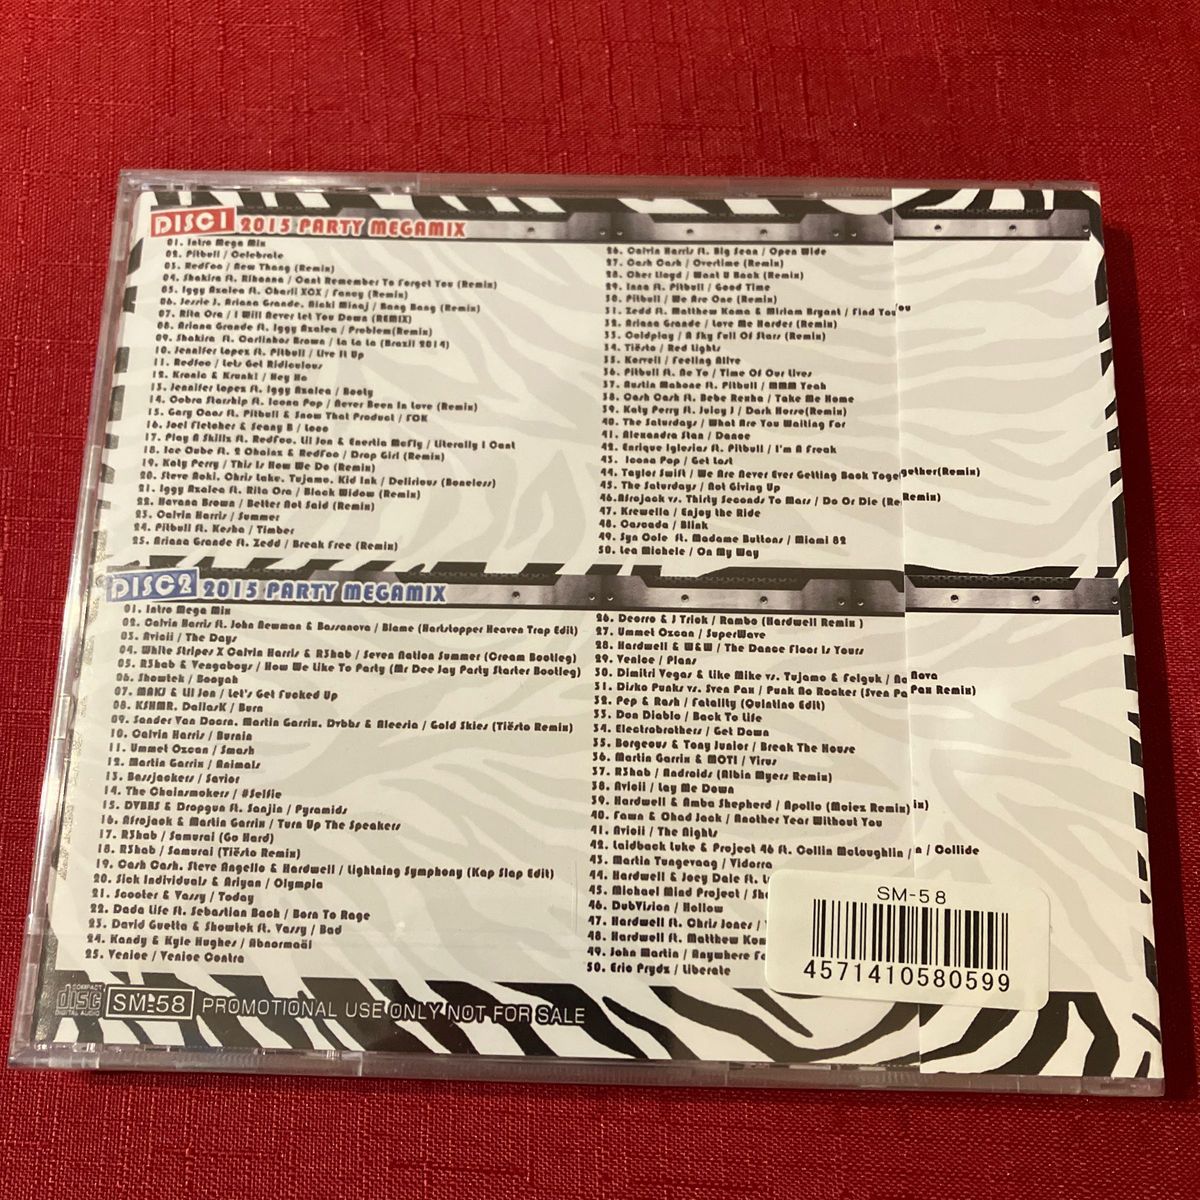 DISC1 2015 PARTY MEGAMIX
01. Intro Mega Mix
02. Pitbull / Celebrate
03. Redfoo / New Thang (Remix)
04. Shakira ft. Rihanna / Cant Remember To Forget You (Remix)
05. Iggy Azalea ft. Charli XCX / Fancy (Remix)
06. Jessie J. Ariana Grande. Nicki Minaj / Bang Bang (Remix)
07. Rita Ora / I Will Never Let You Down (REMIX)
08. Ariana Grande ft. Iggy Azalea / Problem(Remix)
09. Shakira ft. Carlinhos Brown / La La La (Brazil 2014)
10. Jennifer Lopez ft. Pitbull / Live It Up
11. Redfoo / Lets Get Ridiculous
12. Kronic & Krunk! / Hey Ho
13. Jennifer Lopez ft. Iggy Azalea / Booty
14. Cobra Starship ft. Icona Pop / Never Been In Love (Remix)
15. Gary Caos ft. Pitbull & Snow Tha Product / FOK
16. Joel Fletcher & Seany B / Loco
17. Play A Skillz ft. Redfoo. Lil Jon & Enertia Mcfly / Literally I Cant
18. Ice Cube ft. 2 Chainz & Redfoo / Drop Girl (Remix)
19. Katy Perry / This Is How We Do (Remix)
20. Steve Aoki. Chris Lake. Tujamo. Kid Ink / Delirious (Boneless)
21. Iggy Azalea ft. Rita Ora / Black Widow (Remix)
22. Havana Brown / Better Not Said (Remix)
23. Calvin Harris / Summer
24. Pitbull ft. Kesha / Timber
25. Ariana Grande ft. Zedd / Break Free (Remix)
26. Calvin Harris ft. Big Sean / Open Wide
27. Cash Cash / Overtime (Remix)
28. Cher Lloyd / Want U Back (Remix)
29. Inna ft. Pitbull / Good Time
30. Pitbull / We Are One (Remix)
31. Zedd ft. Matthew Koma & Miriam Bryant / Find You
32. Ariana Grande / Love Me Harder (Remix)
33. Coldplay / A Sky Full Of Stars (Remix)
34. Tiësto / Red Lights
35. Korvell / Feeling Alive
36. Pitbull ft. Ne Yo / Time Of Our Lives
37. Austin Mahone ft. Pitbull / MMM Yeah
38. Cash Cash ft. Bebe Rexha / Take Me Home
39. Katy Perry ft. Juicy J / Dark Horse(Remix)
40. The Saturdays / What Are You Waiting For
41. Alexandra Stan / Dance
42. Enrique Iglesias ft. Pitbull / I'm A Freak
43. Icona Pop / Get Lost
44. Taylor Swift / We Are Never Ever Getting Back Together(Remix)
45. The Saturdays / Not Giving Up
46.Afrojack vs. Thirty Seconds To Mars / Do Or Die (Remix)
47. Krewella / Enjoy the Ride
48. Cascada / Blink
49. Syn Cole ft. Madame Buttons / Miami 82
50. Lea Michele / On My Way
DISC2 2015 PARTY MEGAMIX
01. Intro Mega Mix
02. Calvin Harris ft. John Newman & Bassanova / Blame (Hartstopper Heaven Trap Edit)
03. Avicii / The Days
04. White Stripes X Calvin Harris & R3hab / Seven Nation Summer (Cream Bootleg)
05. R3hab & Vengaboys / How We Like To Party (Mr Dee Jay Party Starter Bootleg)
06. Showtek / Booyah
07. MAKJ & Lil Jon / Let's Get Fucked Up
08. KSHMR. DallasK / Burn
09. Sander Van Doorn. Martin Garrix. Dvbbs & Aleesia / Gold Skies (Tiësto Remix)
10. Calvin Harris / Burnin
11. Ummet Ozcan / Smash
12. Martin Garrix / Animals
13. Bassjackers / Savior
14. The Chainsmokers / #Selfie
15. DVBBS & Dropgun ft. Sanjin / Pyramids
16. Afrojack & Martin Garrix / Turn Up The Speakers
17. R3hab / Samurai (Go Hard)
18. R3hab / Samurai (Tiësto Remix)
19. Cash Cash. Steve Angello & Hardwell / Lightning Symphony (Kap Slap Edit)
20. Sick Individuals & Ariyan / Olympia
21. Scooter & Vassy / Today
22. Dada Life ft. Sebastian Bach / Born To Rage
23. David Guetta & Showtek ft. Vassy / Bad
24. Kandy & Kyle Hughes / Abnormaël
25. Venice / Venice Contra
26. Deorro & J Trick / Rambo (Hardwell Remix )
27. Ummet Ozcan / SuperWave
28. Hardwell & W&W / The Dance Floor Is Yours
29. Venice / Plans
30. Dimitri Vegas & Like Mike vs. Tujamo & Felguk / Nova
31. Disko Punks vs. Sven Pax / Punk No Rocker (Sven Pax Remix)
32. Pep & Rash / Fatality (Quintino Edit)
33. Don Diablo / Back To Life
34. Electrobrothers / Get Down
35. Borgeous & Tony Junior / Break The House
36. Martin Garrix & MOTI / Virus
37. R3hab / Androids (Albin Myers Remix)
38. Avicii / Lay Me Down
39. Hardwell & Amba Shepherd / Apollo (Moiez Remix)
40. Fawn & Chad Jack / Another Year Without You
41. Avicii / The Nights
42. Laidback Luke & Project 46 ft. Collin McLoughlin / Collide
43. Martin Tungevaag / Vidorra
44. Hardwell & Joey Dale ft. L
45. Michael Mind Project / Sh
46. DubVision / Hollow
47. Hardwell ft. Chris Jones /
48. Hardwell ft. Matthew Kom
49. John Martin / Anywhere Fo
50. Eric Prydz / Liberate
SM-58
4571410580599
COMPACT disc DIGITAL AUDIO SM-58 PROMOTIONAL USE ONLY NOT FOR SALE